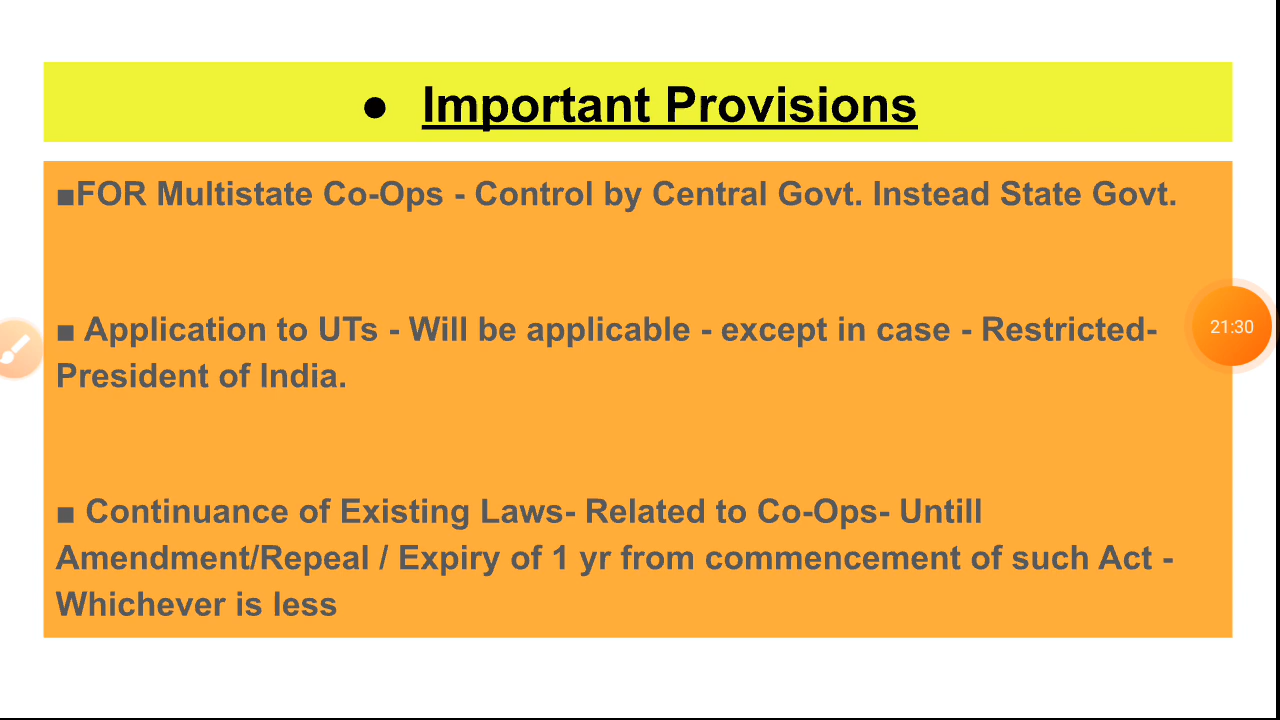 ● Important Provisions
■FOR Multistate Co-Ops - Control by Central Govt. Instead State Govt.
■ Application to UTs - Will be applicable - except in case - Restricted-
President of India.
21:30
■ Continuance of Existing Laws- Related to Co-Ops- Untill
Amendment/Repeal / Expiry of 1 yr from commencement of such Act -
Whichever is less